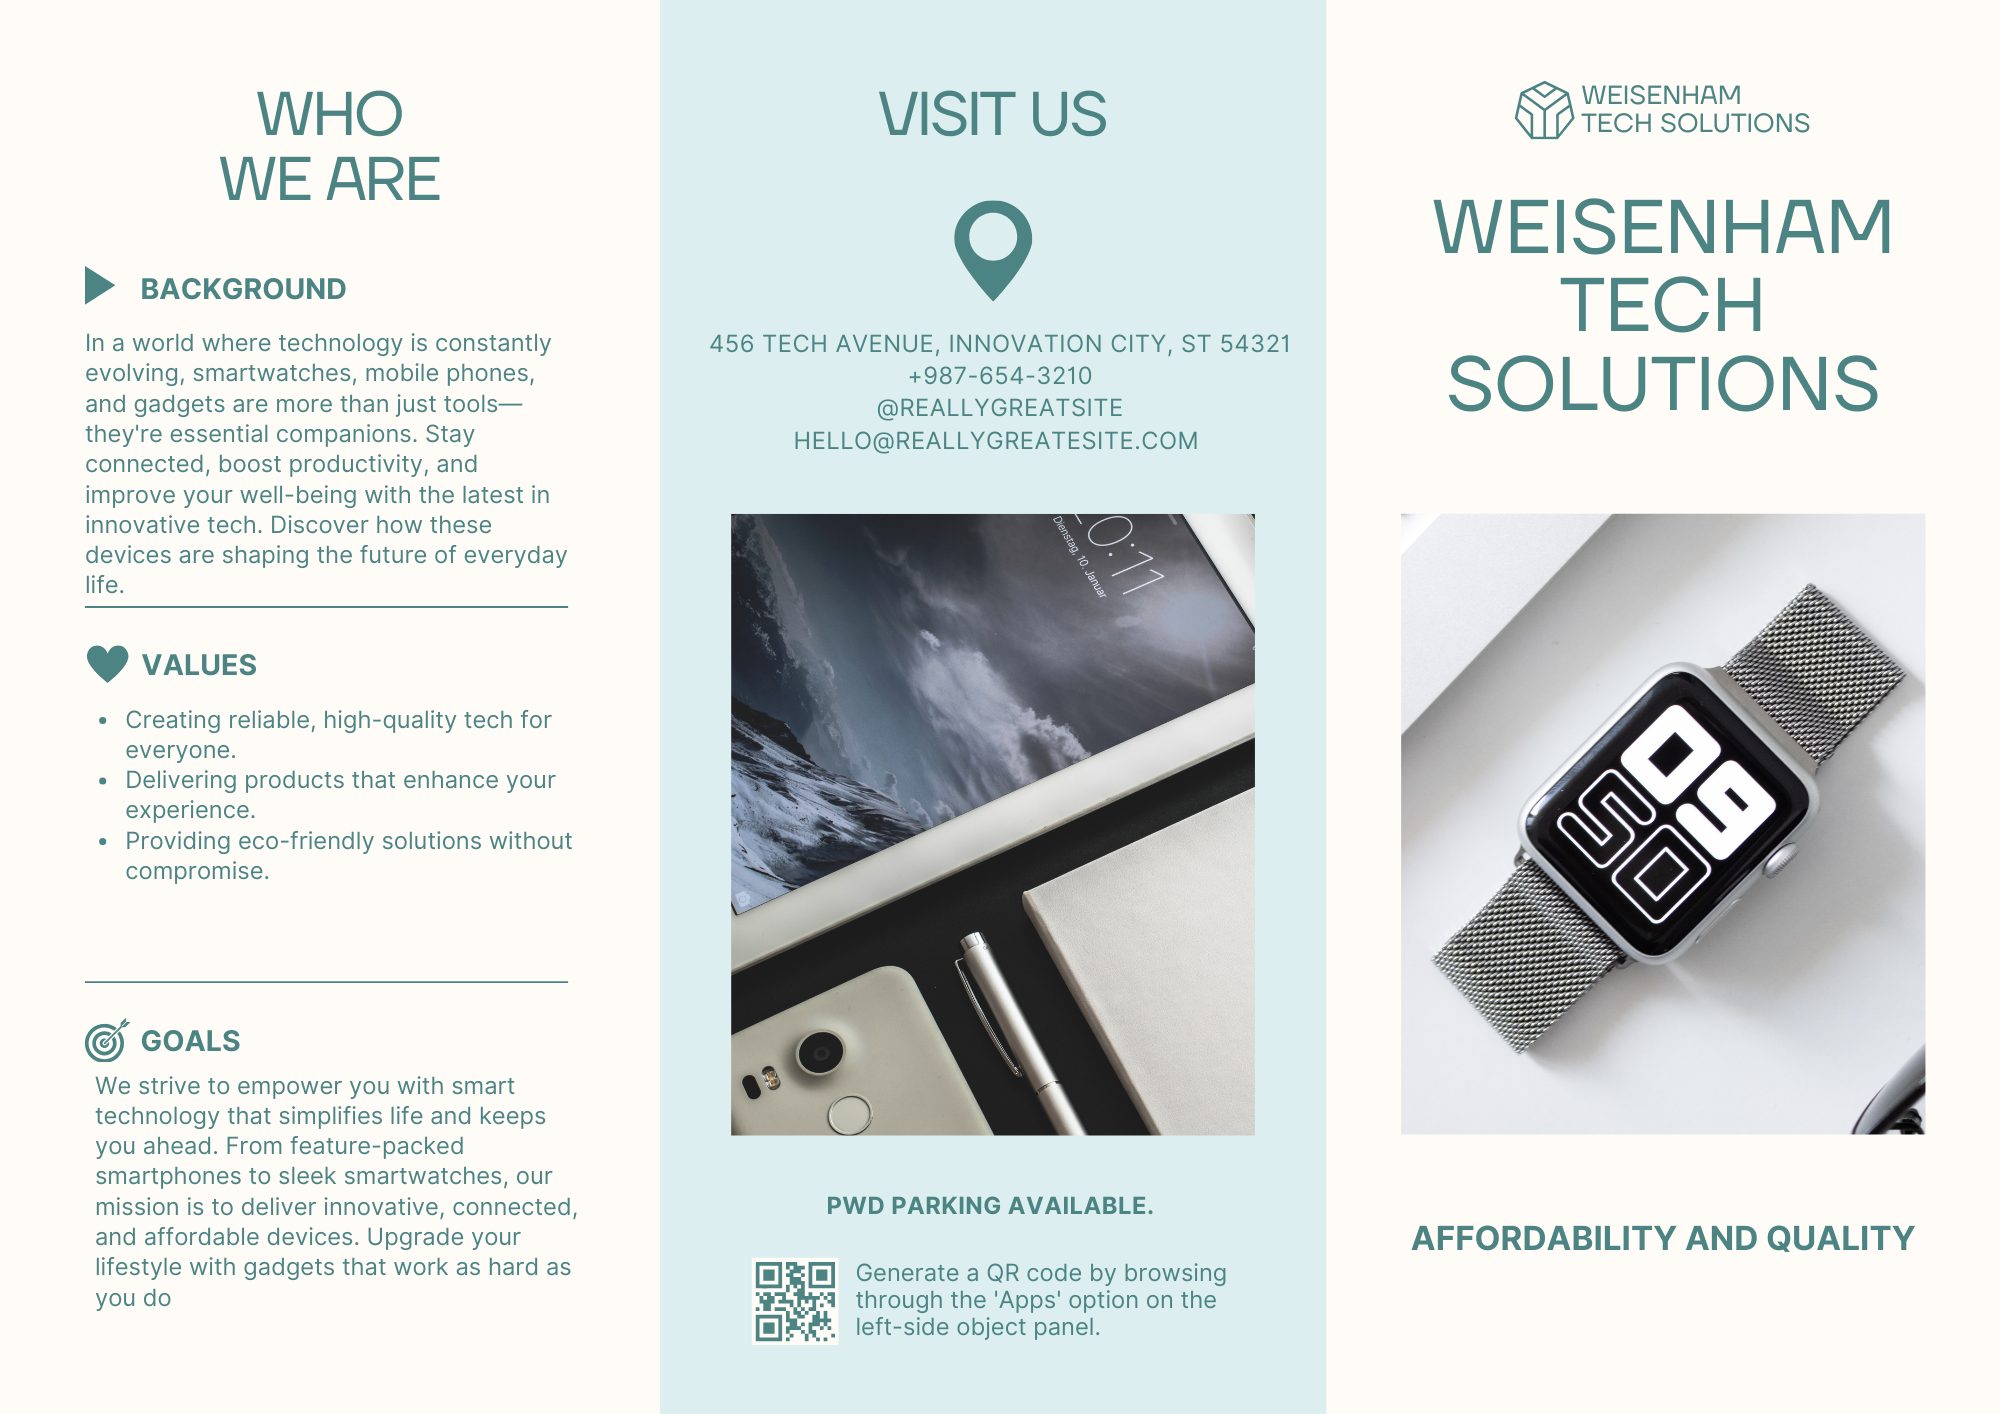 WHO
WE ARE
BACKGROUND
In a world where technology is constantly
evolving, smartwatches, mobile phones,
and gadgets are more than just tools—
they're essential companions. Stay
connected, boost productivity, and
improve your well-being with the latest in
innovative tech. Discover how these
devices are shaping the future of everyday
life.
VALUES
• Creating reliable, high-quality tech for
everyone.
• Delivering products that enhance your
experience.
• Providing eco-friendly solutions without
compromise.
GOALS
We strive to empower you with smart
technology that simplifies life and keeps
you ahead. From feature-packed
smartphones to sleek smartwatches, our
mission is to deliver innovative, connected,
and affordable devices. Upgrade your
lifestyle with gadgets that work as hard as
you do
VISIT US
456 TECH AVENUE, INNOVATION CITY, ST 54321
+987-654-3210
@REALLYGREATSITE
HELLO@REALLYGREATESITE.COM
20:11
Dienstag, 10. Januar
PWD PARKING AVAILABLE.
Generate a QR code by browsing
through the 'Apps' option on the
left-side object panel.
WEISENHAM
TECH SOLUTIONS
WEISENHAM
TECH
SOLUTIONS
09
50
AFFORDABILITY AND QUALITY